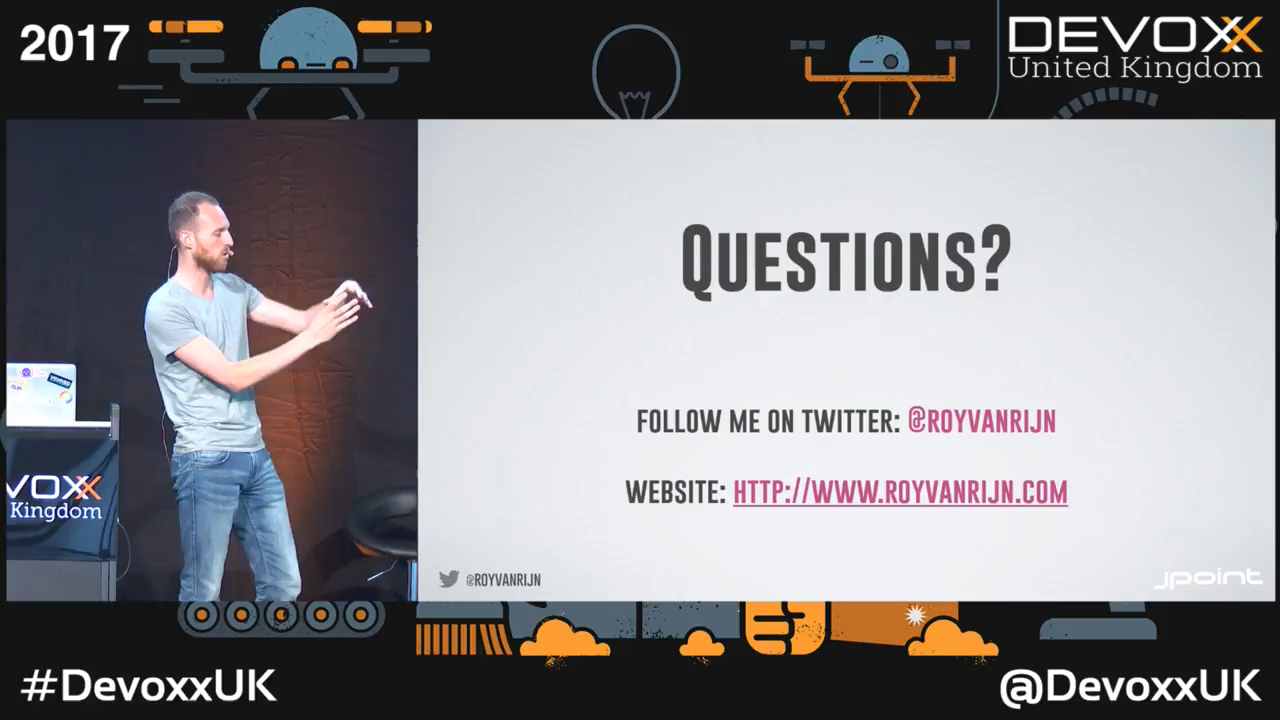 2017
DEVOXX
United Kingdom
QUESTIONS?
FOLLOW ME ON TWITTER: @ROYVANRIJN
WEBSITE: HTTP://WWW.ROYVANRIJN.COM
VOXX
Kingdom
@ROYVANRIJN
JPOINT
#DevoxxUK
@DevoxxUK